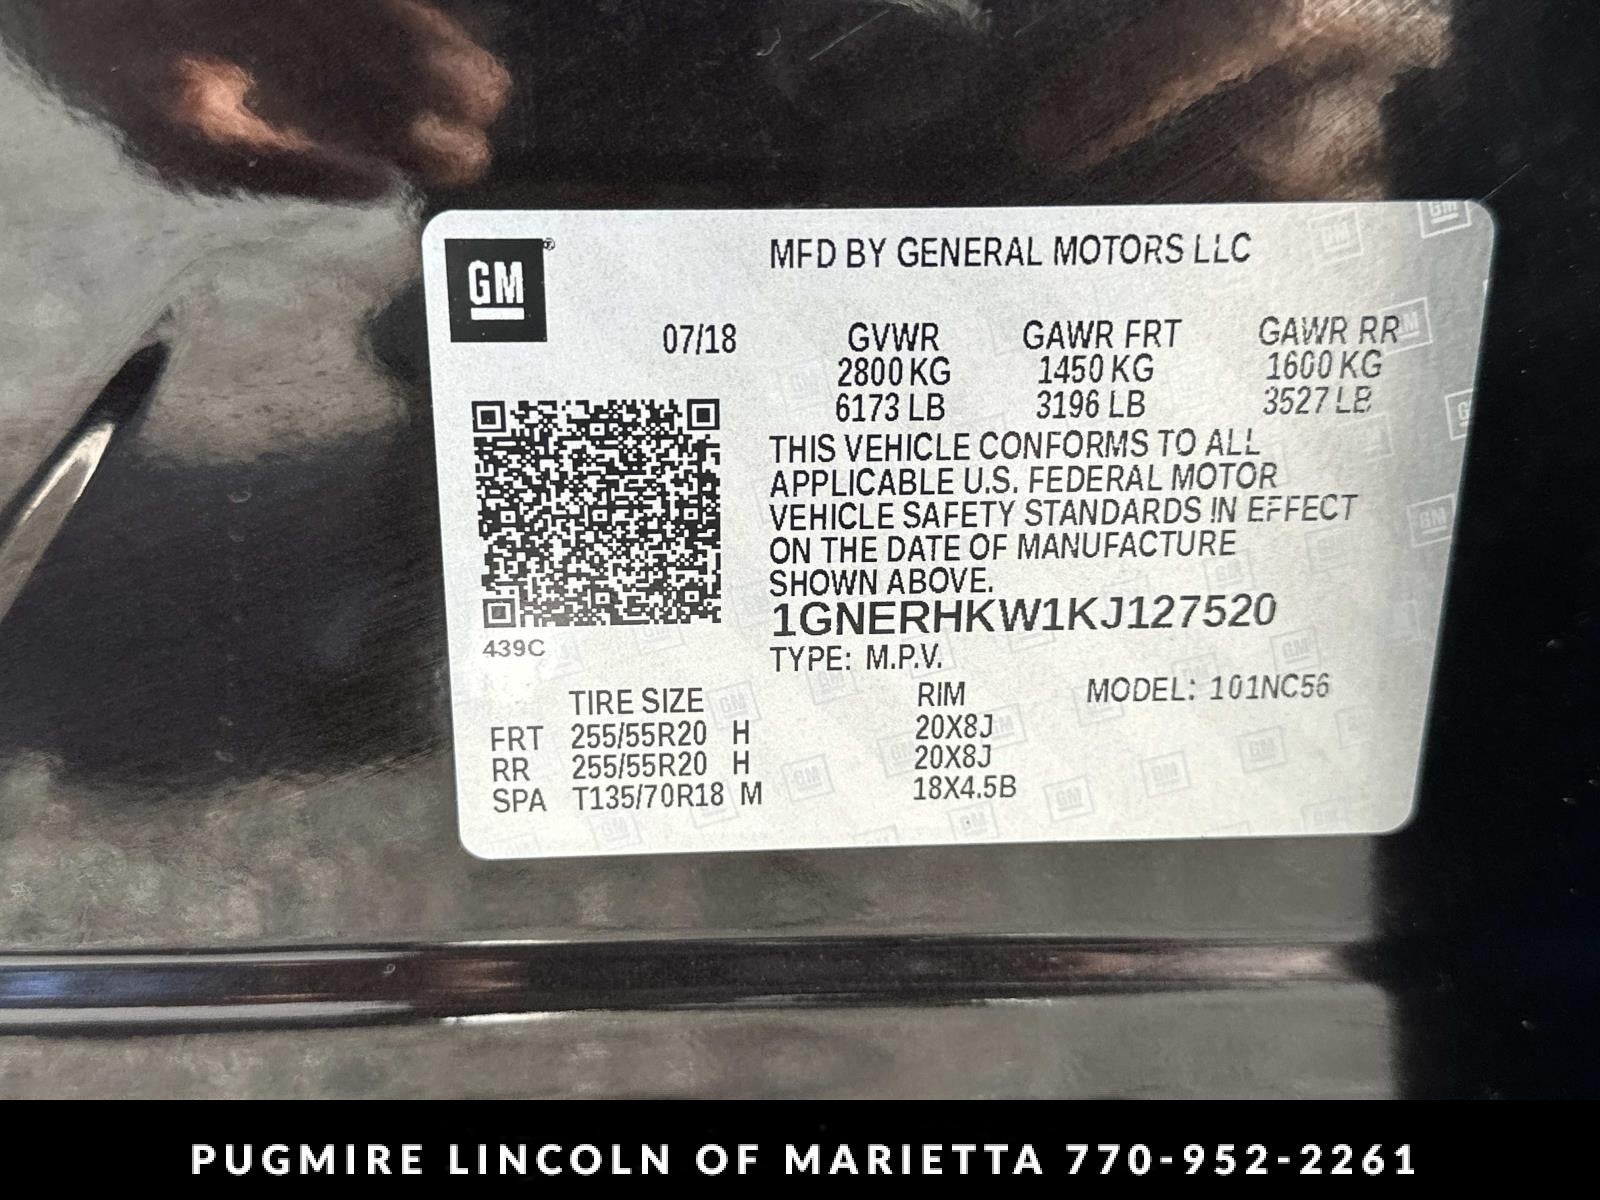 GM
MFD BY GENERAL MOTORS LLC
07/18 GVWR GAWR FRT GAWR RR
2800 KG 1450 KG 1600 KG
6173 LB 3196 LB 3527 LB
THIS VEHICLE CONFORMS TO ALL
APPLICABLE U.S. FEDERAL MOTOR
VEHICLE SAFETY STANDARDS IN EFFECT
ON THE DATE OF MANUFACTURE
SHOWN ABOVE.
1GNERHKW1KJ127520
439C
TYPE: M.P.V.
TIRE SIZE RIM MODEL: 101NC56
FRT 255/55R20 H 20X8J
RR 255/55R20 H 20X8J
SPA T135/70R18 M 18X4.5B
PUGMIRE LINCOLN OF MARIETTA 770-952-2261